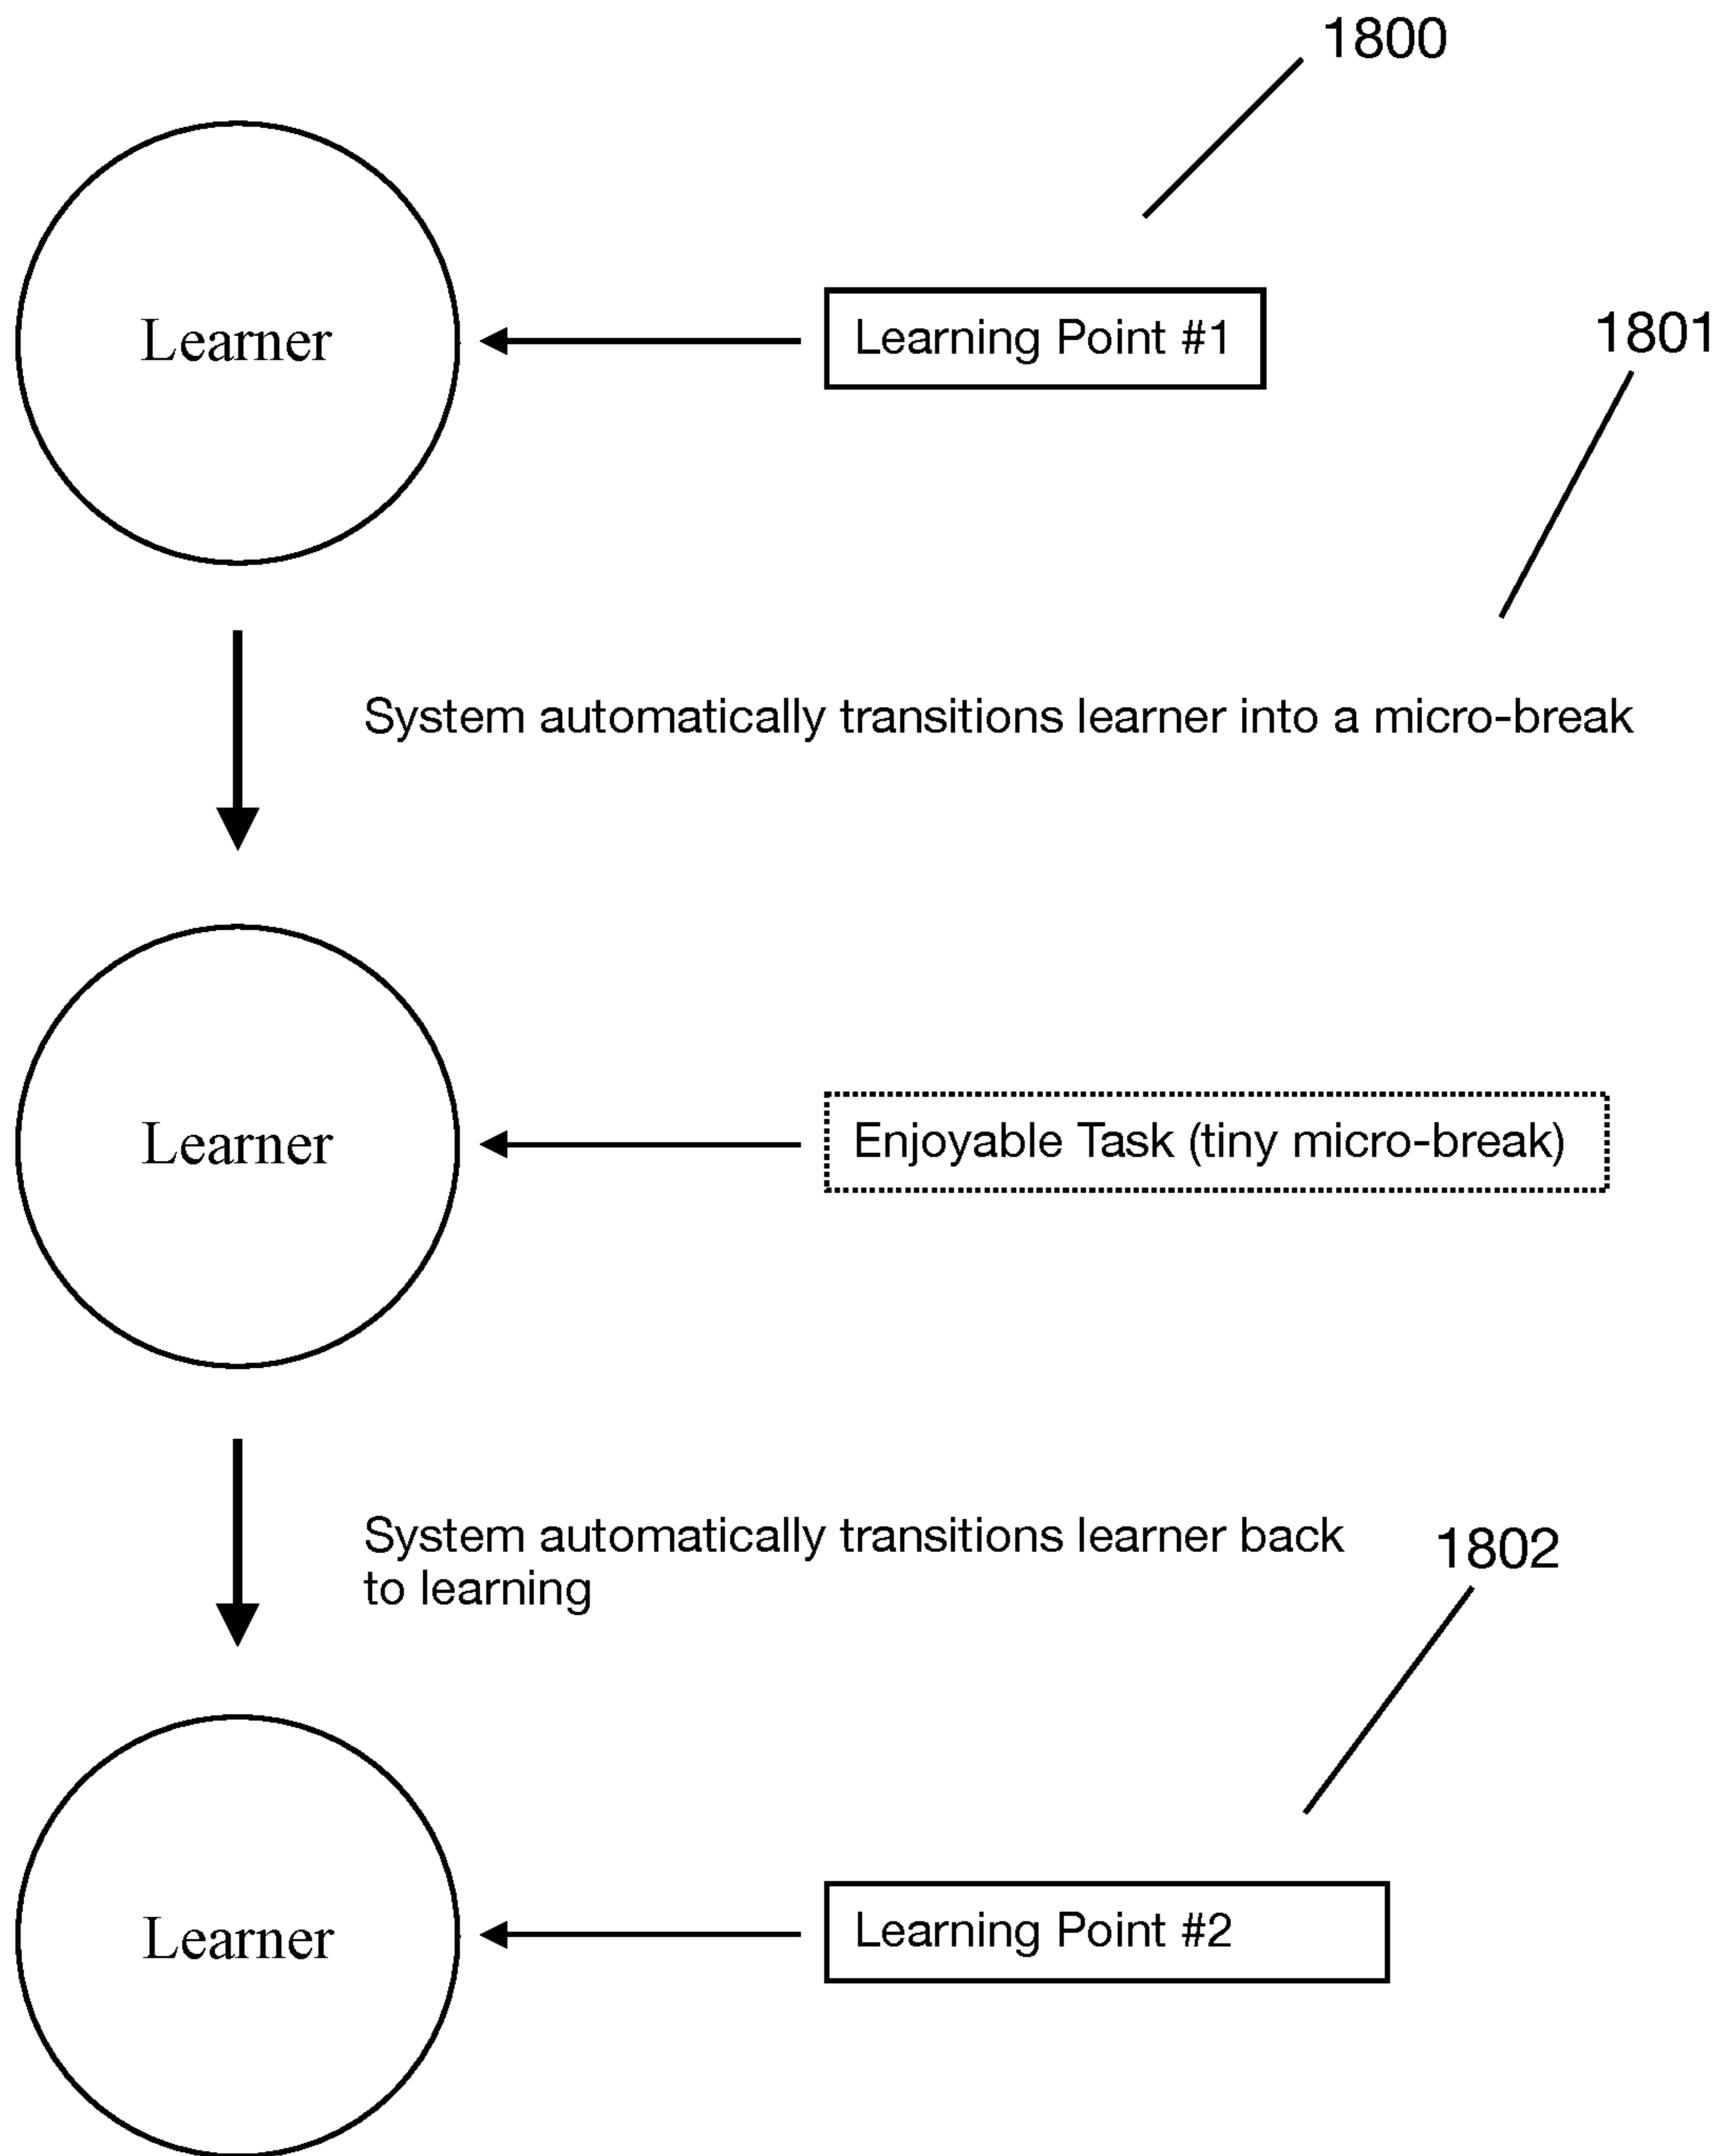 1800
Learner
Learning Point #1
1801
System automatically transitions learner into a micro-break
Learner
Enjoyable Task (tiny micro-break)
System automatically transitions learner back
to learning
1802
Learner
Learning Point #2